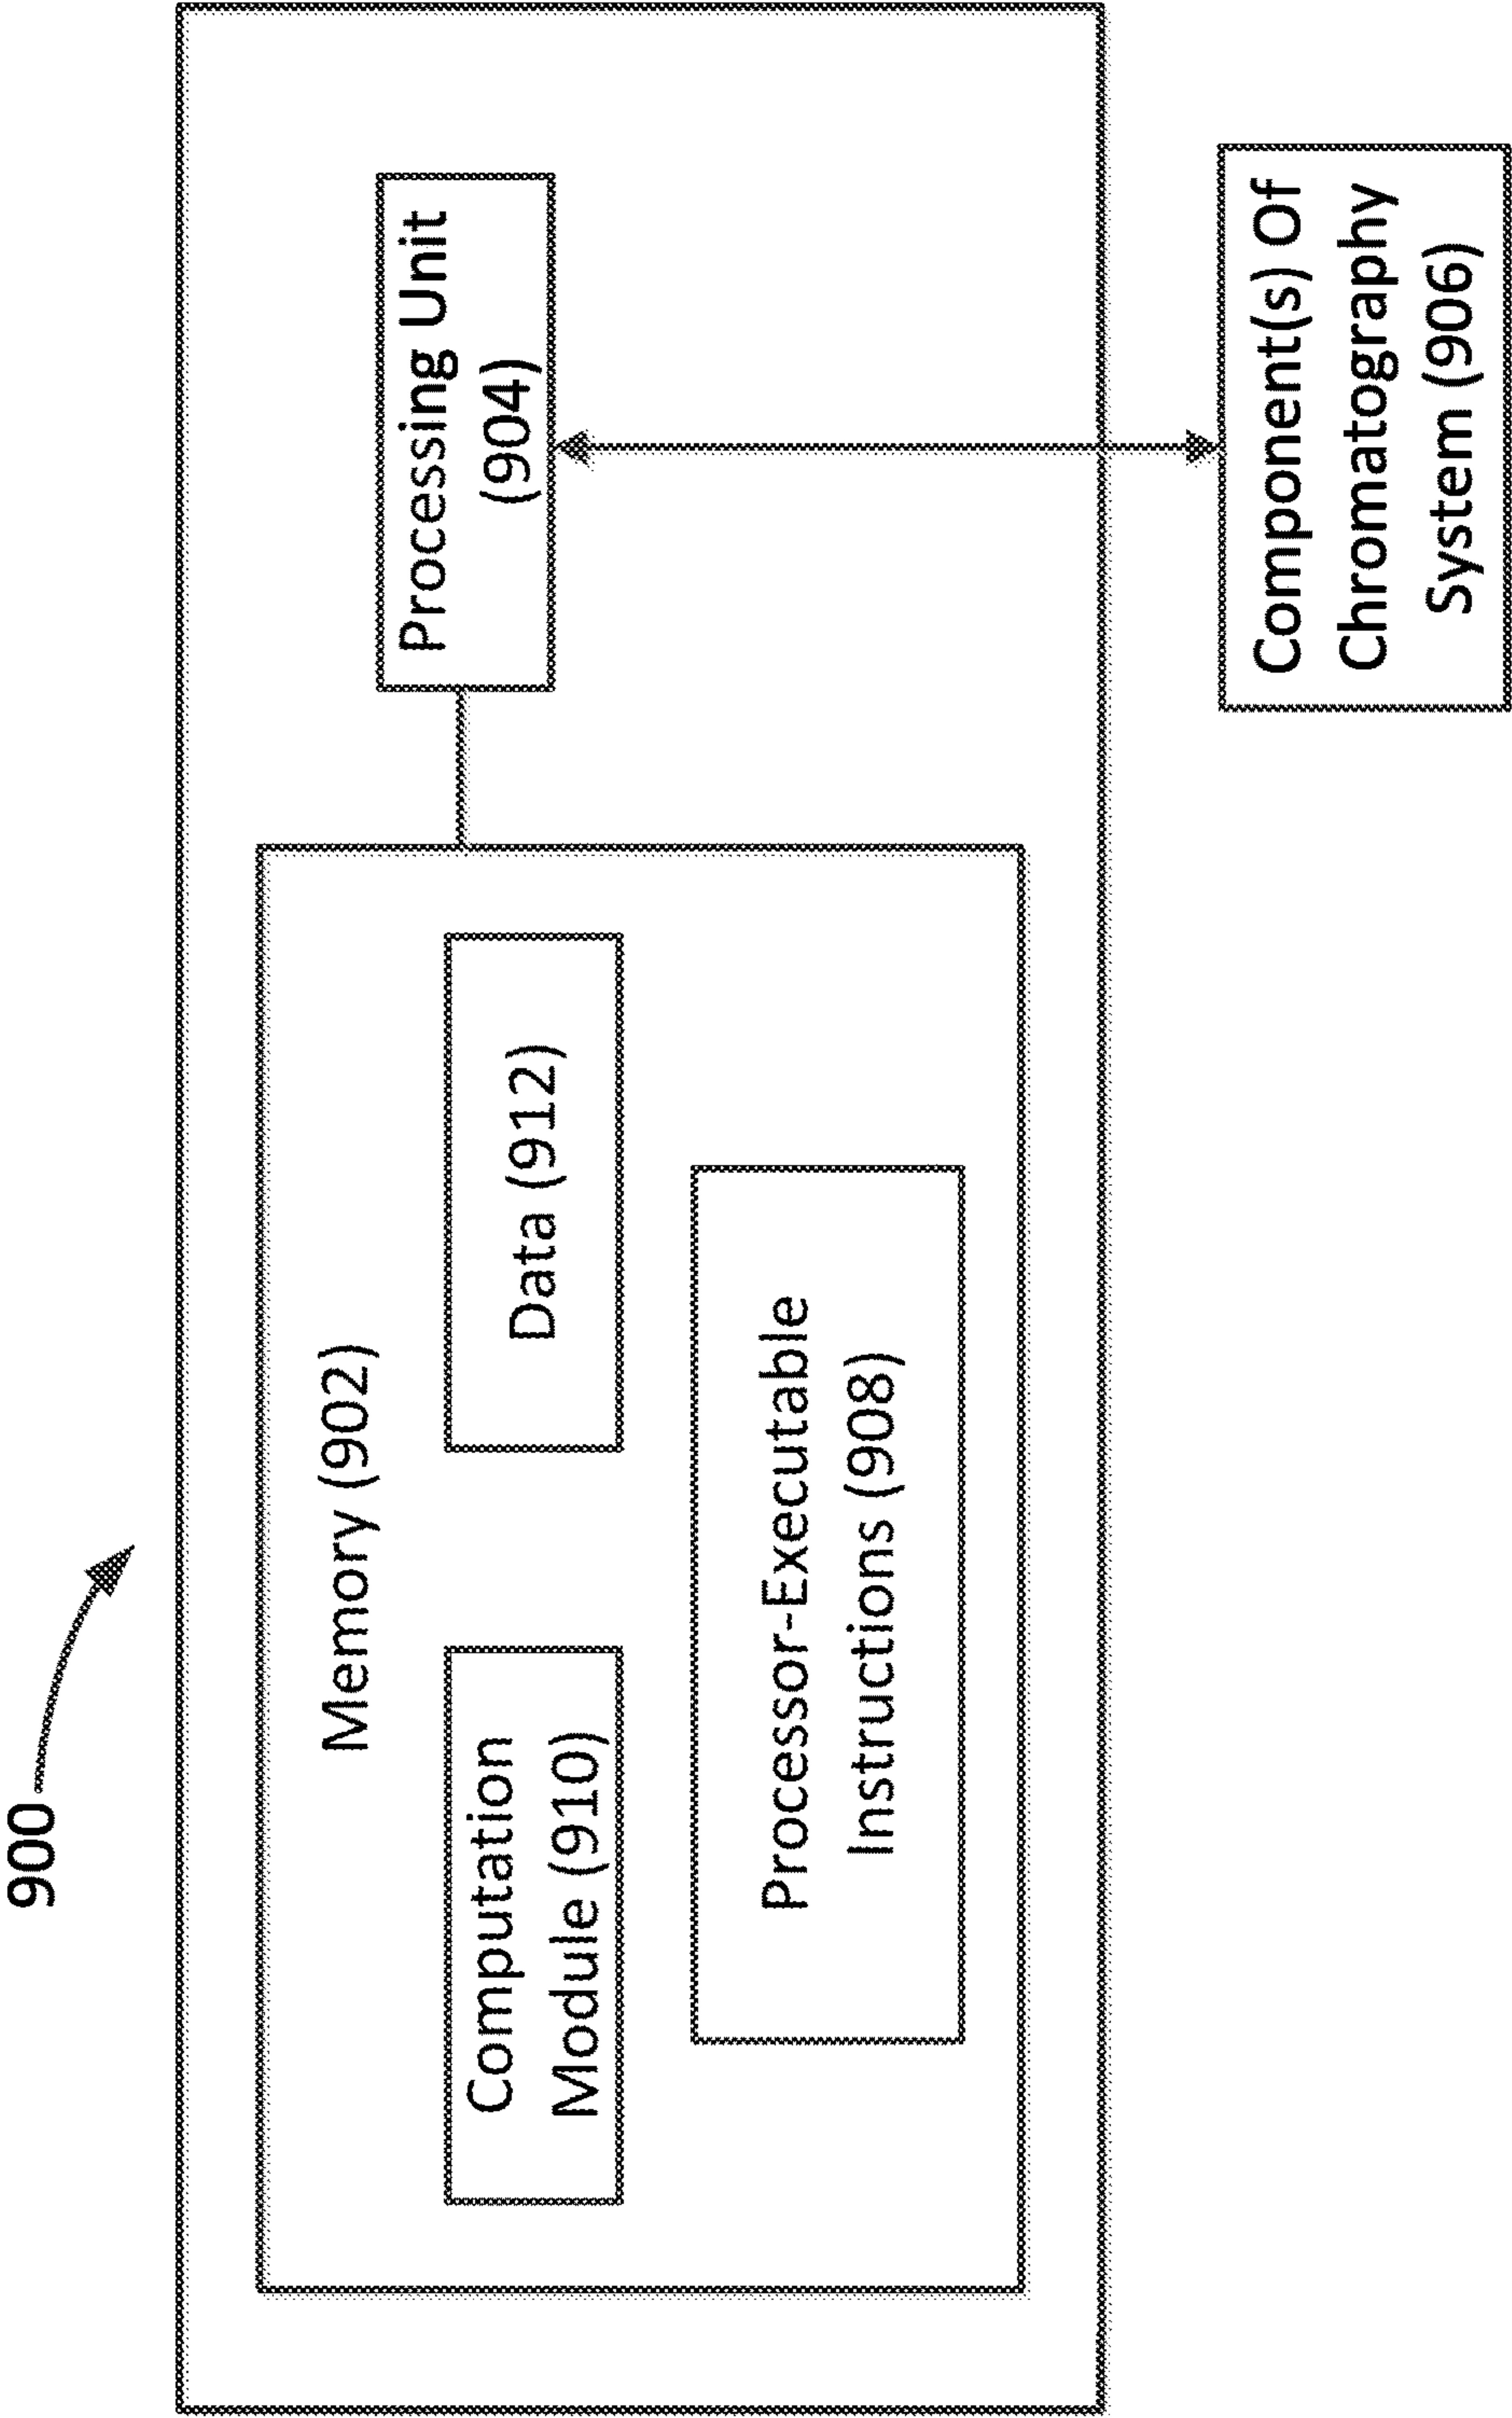 900
Memory (902)
Computation
Module (910)
Data (912)
Processor-Executable
Instructions (908)
Processing Unit
(904)
Component(s) Of
Chromatography
System (906)